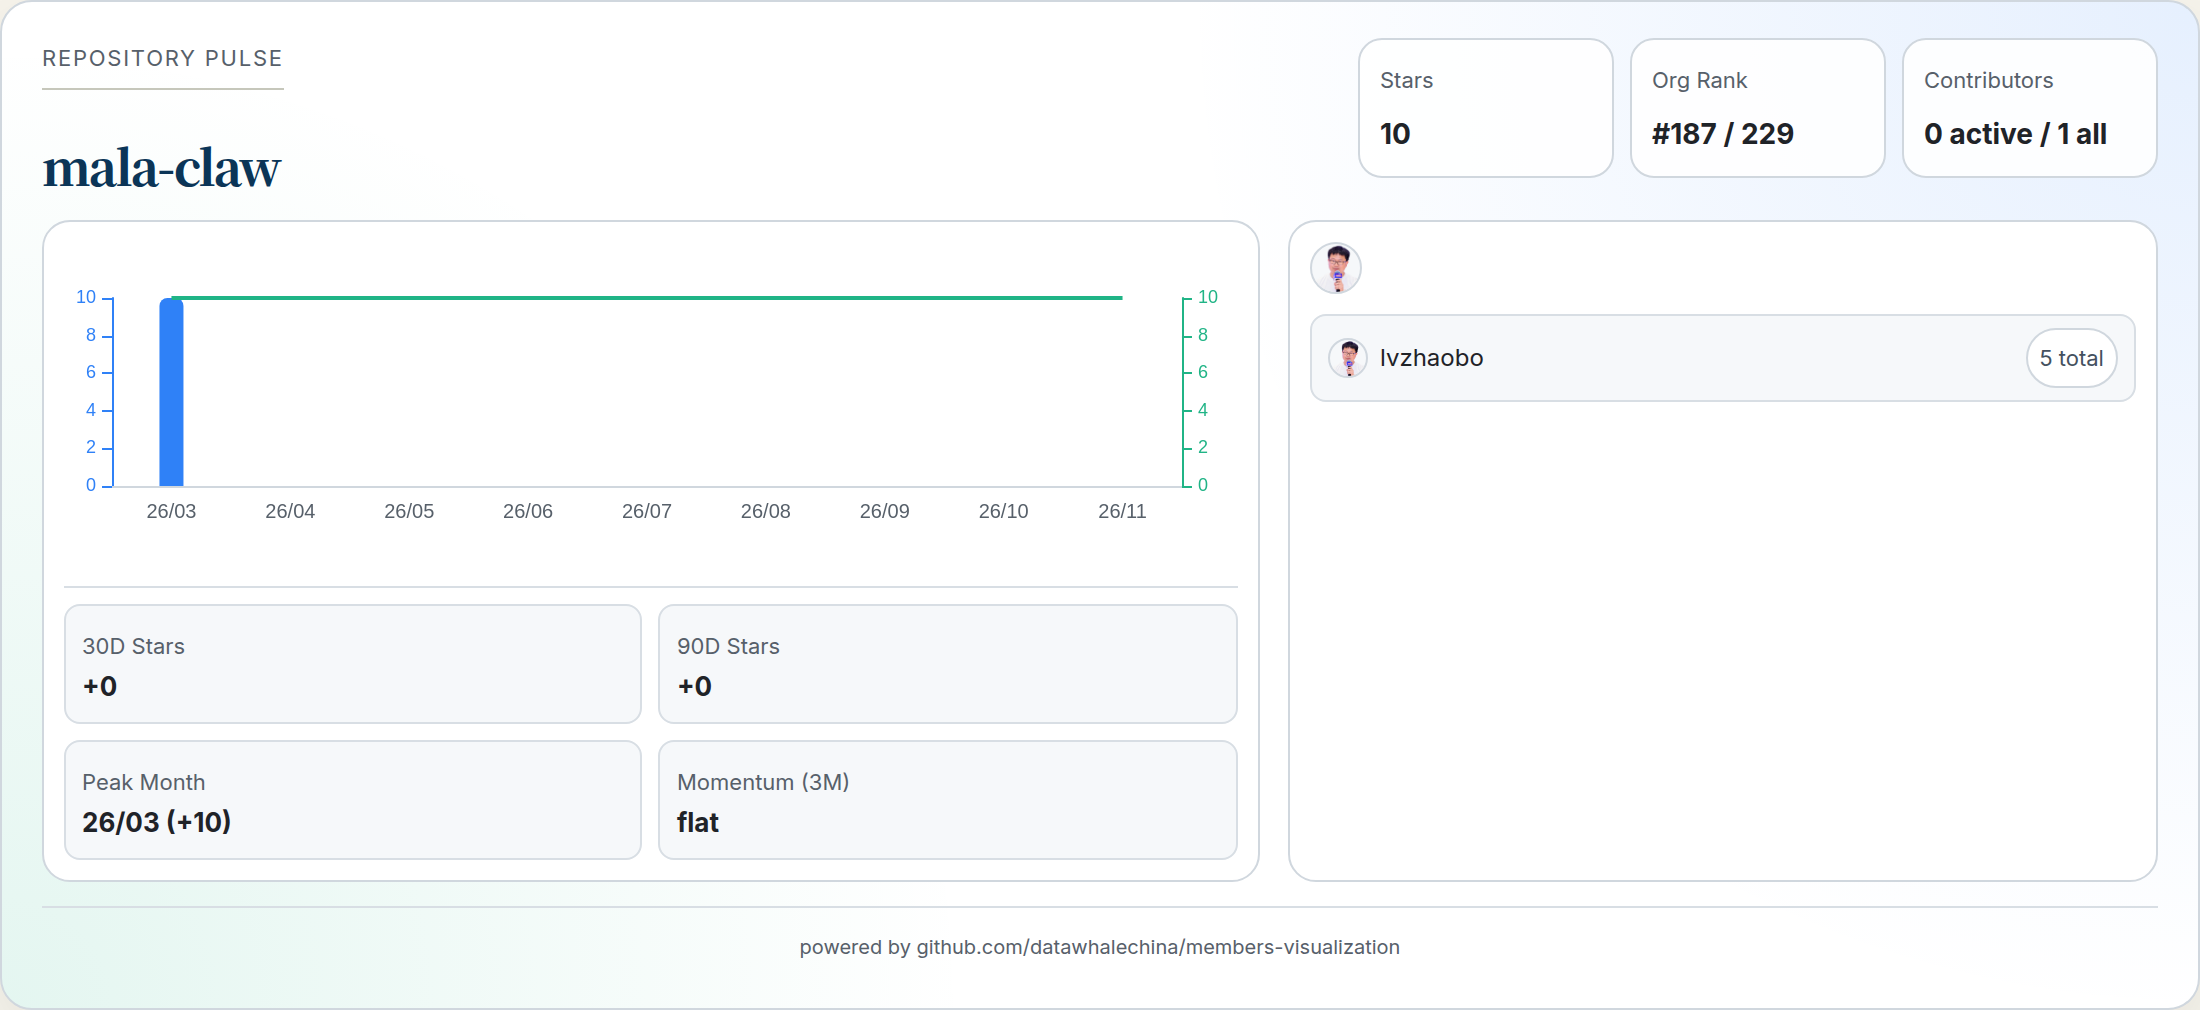 REPOSITORY PULSE
mala-claw
Stars
10
Org Rank
#187 / 229
Contributors
0 active / 1 all
10
8
6
4
2
0
10
8
6
4
2
0
26/03 26/04 26/05 26/06 26/07 26/08 26/09 26/10 26/11
30D Stars
+0
90D Stars
+0
Peak Month
26/03 (+10)
Momentum (3M)
flat
lvzhaobo
5 total
powered by github.com/datawhalechina/members-visualization